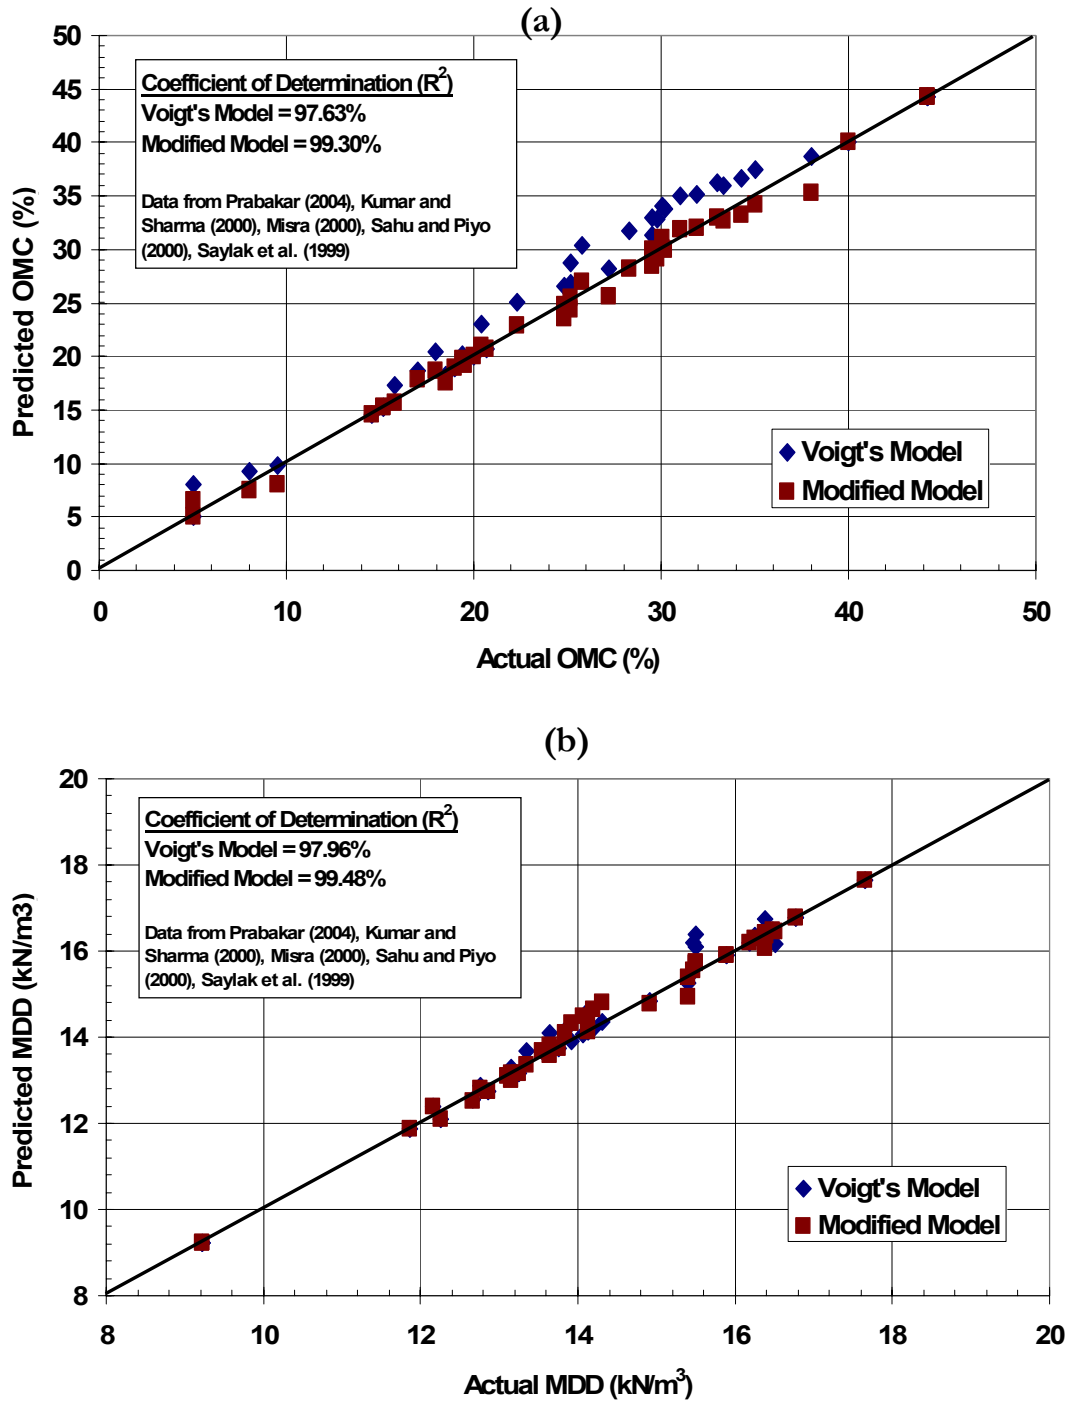 (a)
50
45
40
35
30
25
20
15
10
5
0
Coefficient of Determination (R²)
Voigt's Model = 97.63%
Modified Model = 99.30%
Data from Prabakar (2004), Kumar and
Sharma (2000), Misra (2000), Sahu and Piyo
(2000), Saylak et al. (1999)
Voigt's Model
Modified Model
Predicted OMC (%)
0 10 20 30 40 50
Actual OMC (%)
(b)
20
18
16
14
12
10
8
Coefficient of Determination (R²)
Voigt's Model = 97.96%
Modified Model = 99.48%
Data from Prabakar (2004), Kumar and
Sharma (2000), Misra (2000), Sahu and Piyo
(2000), Saylak et al. (1999)
Voigt's Model
Modified Model
Predicted MDD (kN/m3)
8 10 12 14 16 18 20
Actual MDD (kN/m³)